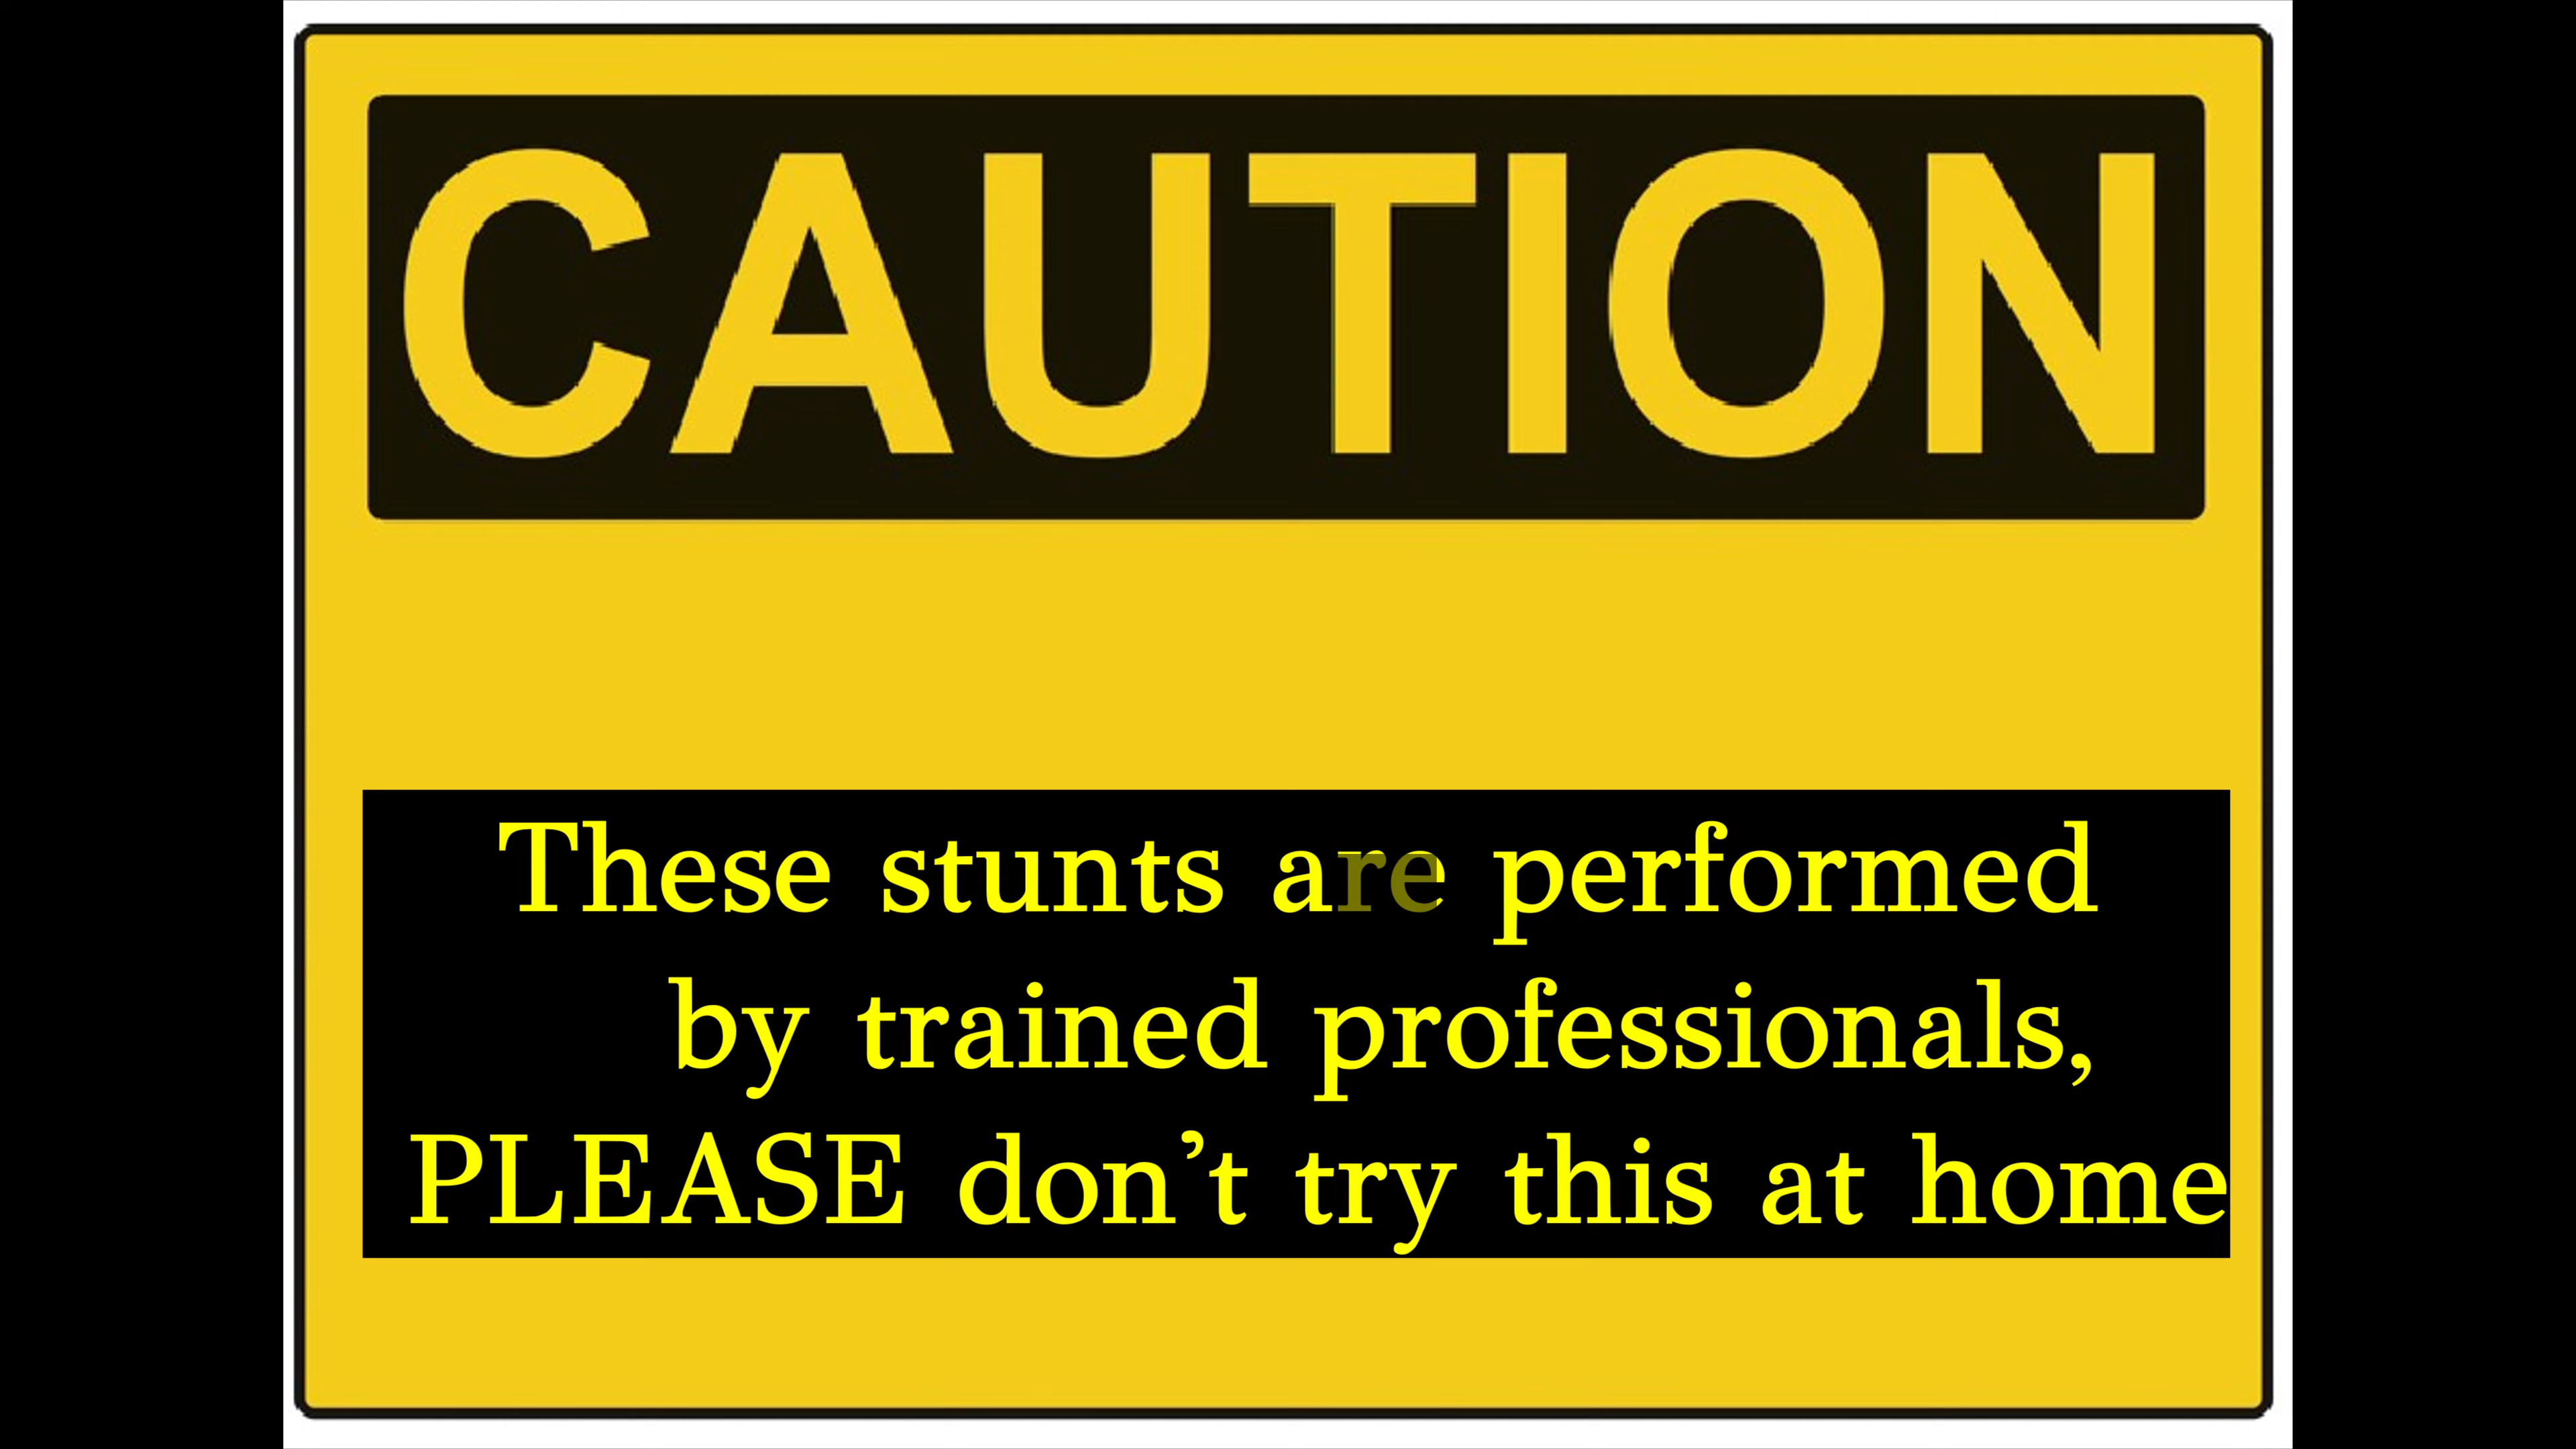 CAUTION
These stunts are performed
by trained professionals,
PLEASE don’t try this at home